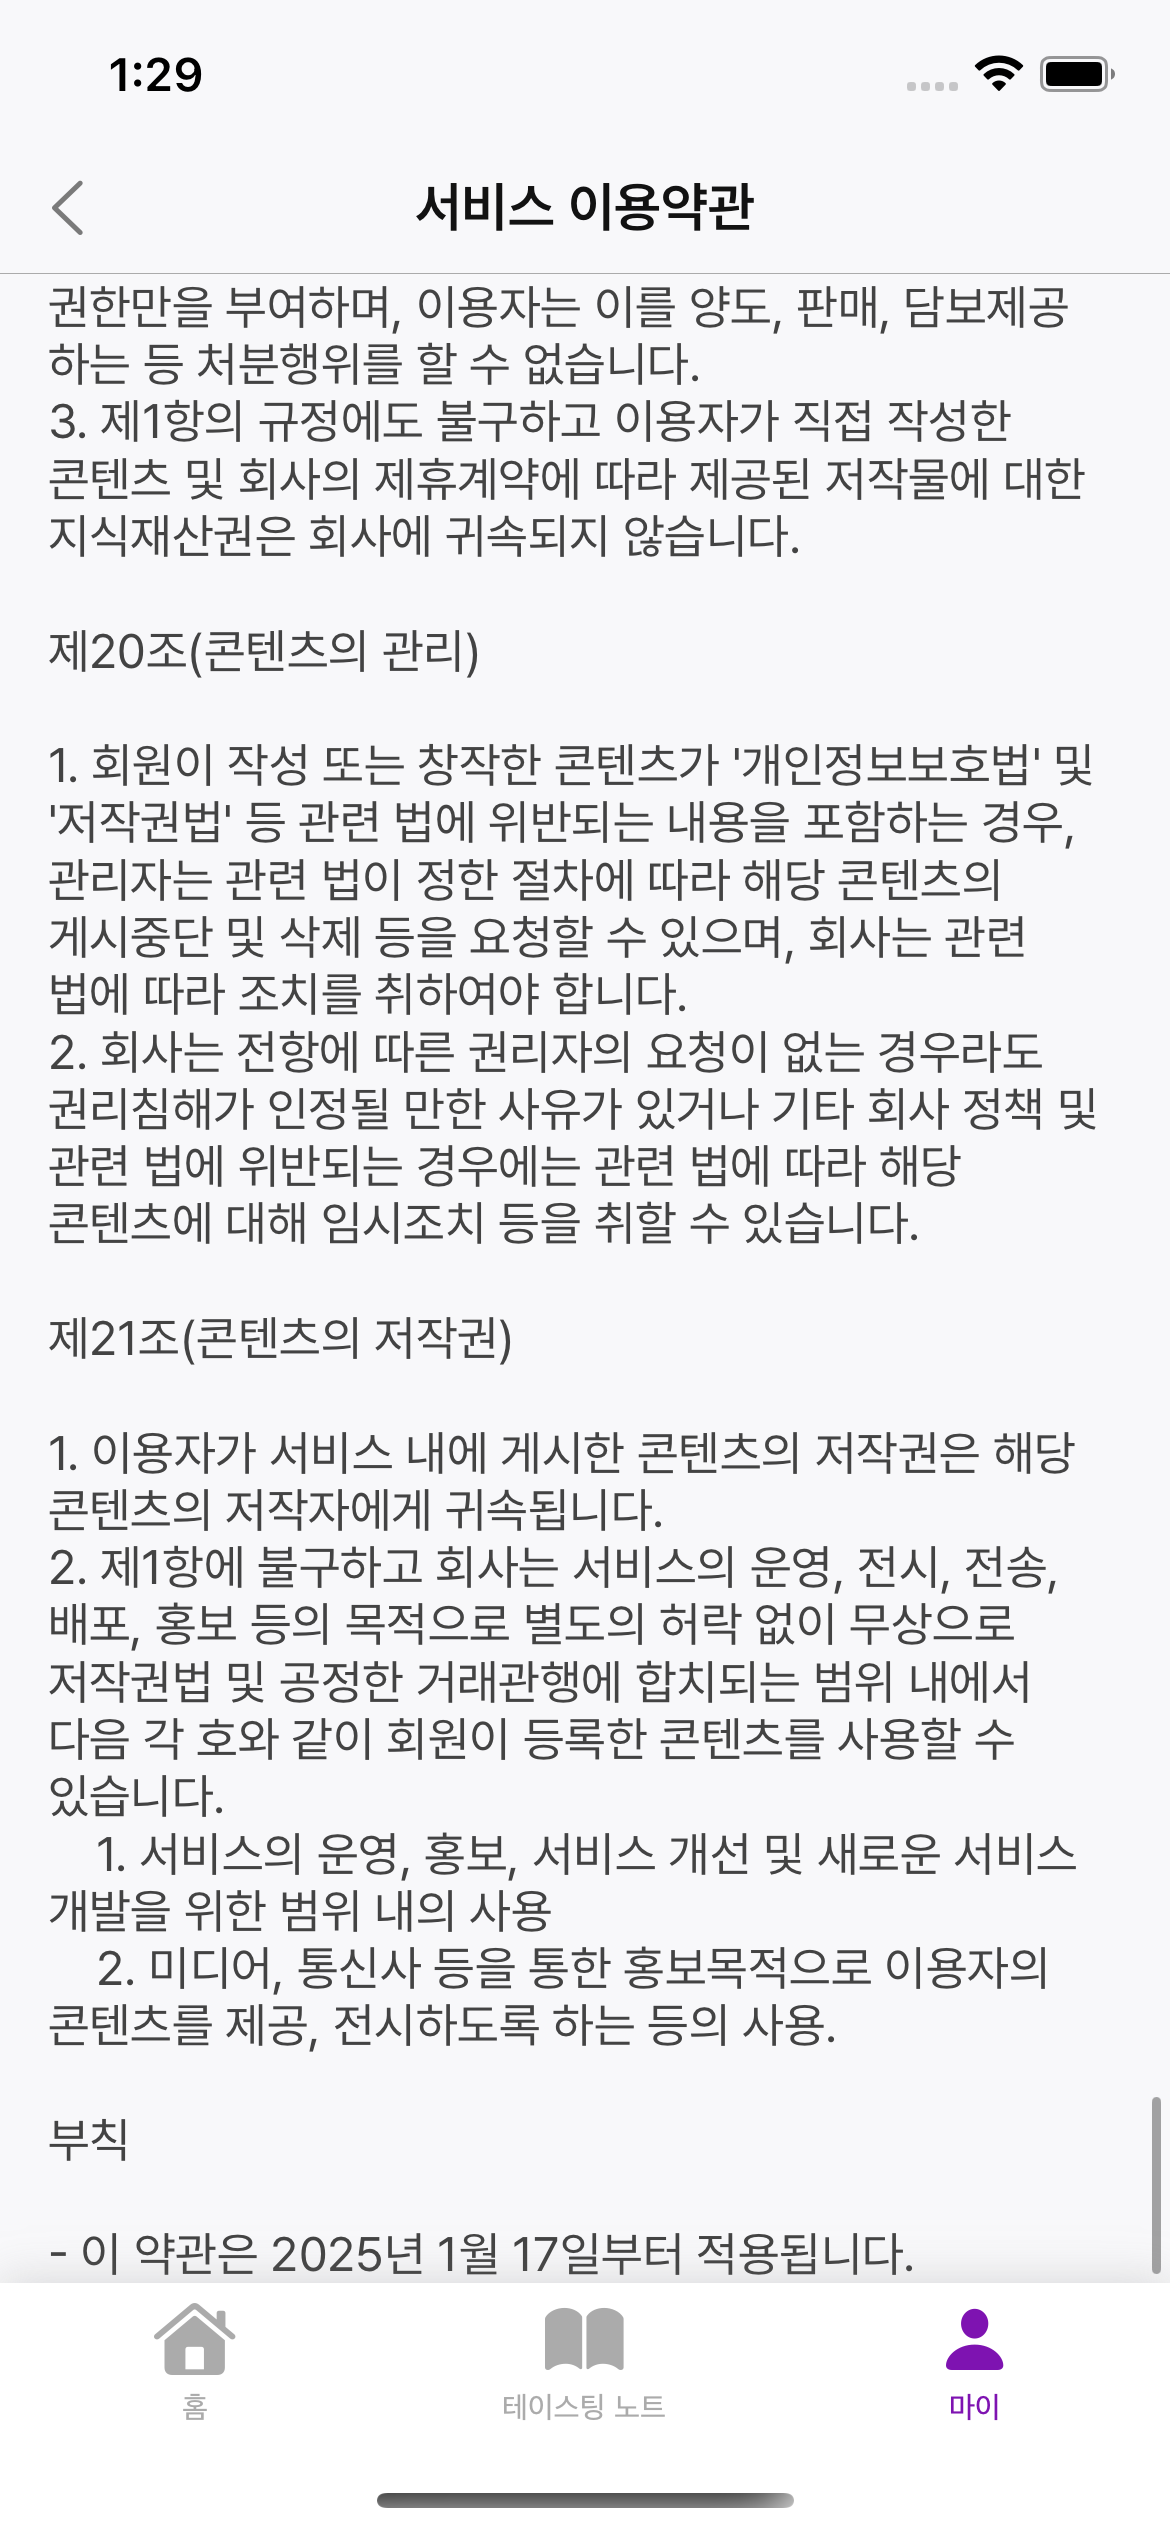 1:29
서비스 이용약관
권한만을 부여하며, 이용자는 이를 양도, 판매, 담보제공
하는 등 처분행위를 할 수 없습니다.
3. 제1항의 규정에도 불구하고 이용자가 직접 작성한
콘텐츠 및 회사의 제휴계약에 따라 제공된 저작물에 대한
지식재산권은 회사에 귀속되지 않습니다.
제20조(콘텐츠의 관리)
1. 회원이 작성 또는 창작한 콘텐츠가 '개인정보보호법' 및
'저작권법' 등 관련 법에 위반되는 내용을 포함하는 경우,
관리자는 관련 법이 정한 절차에 따라 해당 콘텐츠의
게시중단 및 삭제 등을 요청할 수 있으며, 회사는 관련
법에 따라 조치를 취하여야 합니다.
2. 회사는 전항에 따른 권리자의 요청이 없는 경우라도
권리침해가 인정될 만한 사유가 있거나 기타 회사 정책 및
관련 법에 위반되는 경우에는 관련 법에 따라 해당
콘텐츠에 대해 임시조치 등을 취할 수 있습니다.
제21조(콘텐츠의 저작권)
1. 이용자가 서비스 내에 게시한 콘텐츠의 저작권은 해당
콘텐츠의 저작자에게 귀속됩니다.
2. 제1항에 불구하고 회사는 서비스의 운영, 전시, 전송,
배포, 홍보 등의 목적으로 별도의 허락 없이 무상으로
저작권법 및 공정한 거래관행에 합치되는 범위 내에서
다음 각 호와 같이 회원이 등록한 콘텐츠를 사용할 수
있습니다.
1. 서비스의 운영, 홍보, 서비스 개선 및 새로운 서비스
개발을 위한 범위 내의 사용
2. 미디어, 통신사 등을 통한 홍보목적으로 이용자의
콘텐츠를 제공, 전시하도록 하는 등의 사용.
부칙
- 이 약관은 2025년 1월 17일부터 적용됩니다.
홈
테이스팅 노트
마이